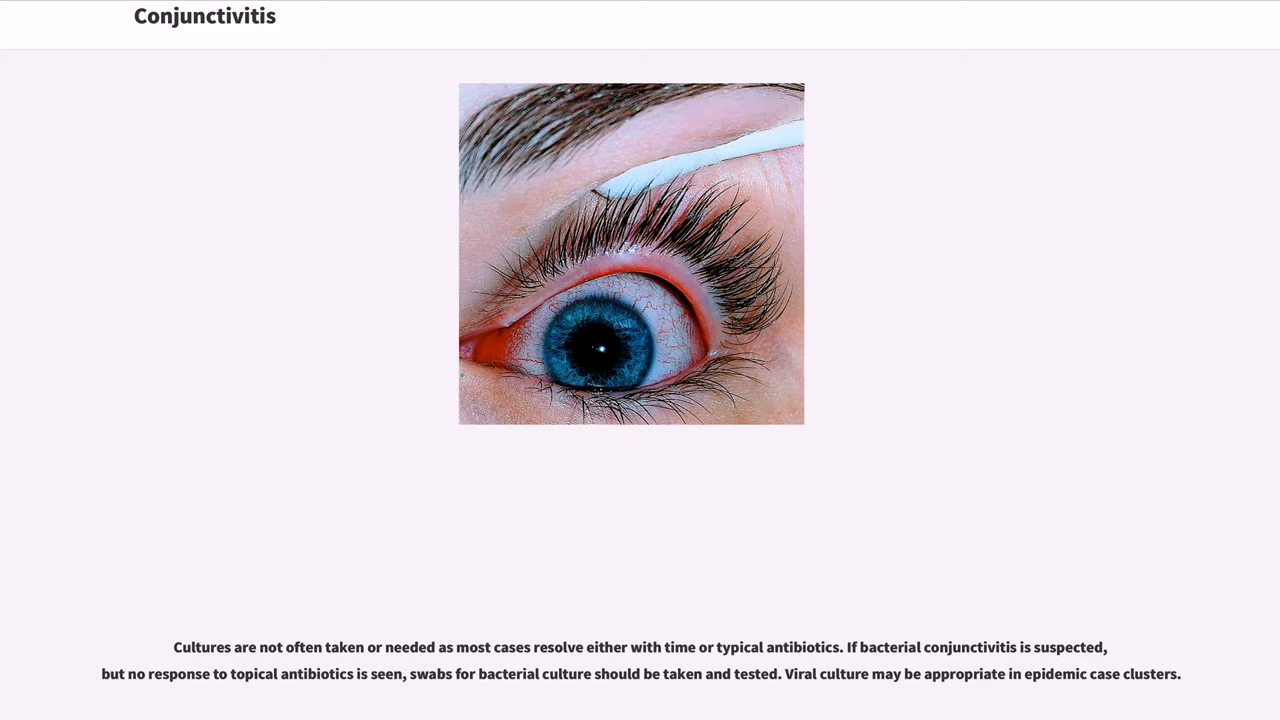 Conjunctivitis
Cultures are not often taken or needed as most cases resolve either with time or typical antibiotics. If bacterial conjunctivitis is suspected,
but no response to topical antibiotics is seen, swabs for bacterial culture should be taken and tested. Viral culture may be appropriate in epidemic case clusters.